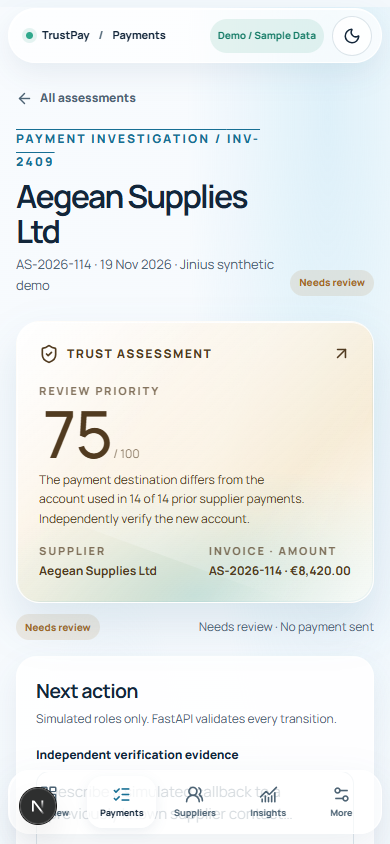 TrustPay / Payments
Demo / Sample Data
All assessments
PAYMENT INVESTIGATION / INV-
2409
Aegean Supplies
Ltd
AS-2026-114 · 19 Nov 2026 · Jinius synthetic
demo
Needs review
TRUST ASSESSMENT
REVIEW PRIORITY
75 / 100
The payment destination differs from the
account used in 14 of 14 prior supplier payments.
Independently verify the new account.
SUPPLIER
Aegean Supplies Ltd
INVOICE · AMOUNT
AS-2026-114 · €8,420.00
Needs review
Needs review · No payment sent
Next action
Simulated roles only. FastAPI validates every transition.
Independent verification evidence
N
Payments
Suppliers
Insights
More